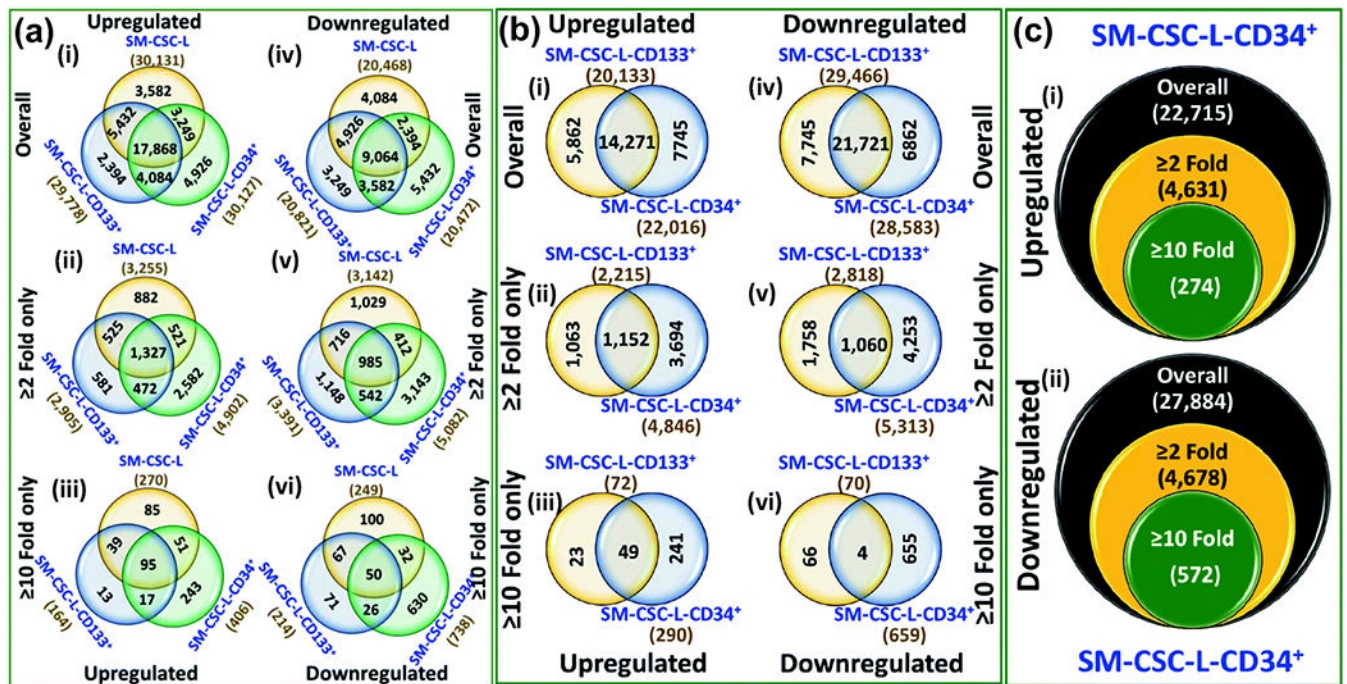 (a)
Upregulated
Downregulated
Overall
(i)
SM-CSC-L
(30,131)
3,582
5,432
3,249
17,868
2,394
4,084
4,926
SM-CSC-L-CD133+
(29,778)
SM-CSC-L-CD34+
(30,127)
(iv)
SM-CSC-L
(20,468)
4,084
4,926
2,394
9,064
3,249
3,582
5,432
SM-CSC-L-CD133+
(20,821)
SM-CSC-L-CD34+
(20,472)
Overall
≥2 Fold only
(ii)
SM-CSC-L
(3,255)
882
525
521
1,327
581
472
2,582
SM-CSC-L-CD133+
(2,905)
SM-CSC-L-CD34+
(4,902)
(v)
SM-CSC-L
(3,142)
1,029
716
412
985
1,148
542
3,143
SM-CSC-L-CD133+
(3,391)
SM-CSC-L-CD34+
(5,082)
≥2 Fold only
≥10 Fold only
(iii)
SM-CSC-L
(270)
85
39
51
95
13
17
243
SM-CSC-L-CD133+
(164)
SM-CSC-L-CD34+
(406)
(vi)
SM-CSC-L
(249)
100
67
32
50
71
26
630
SM-CSC-L-CD133+
(214)
SM-CSC-L-CD34+
(738)
≥10 Fold only
Upregulated
Downregulated
(b)
Upregulated
Downregulated
Overall
(i)
SM-CSC-L-CD133+
(20,133)
5,862
14,271
7745
SM-CSC-L-CD34+
(22,016)
(iv)
SM-CSC-L-CD133+
(29,466)
7,745
21,721
6862
SM-CSC-L-CD34+
(28,583)
Overall
≥2 Fold only
(ii)
SM-CSC-L-CD133+
(2,215)
1,063
1,152
3,694
SM-CSC-L-CD34+
(4,846)
(v)
SM-CSC-L-CD133+
(2,818)
1,758
1,060
4,253
SM-CSC-L-CD34+
(5,313)
≥2 Fold only
≥10 Fold only
(iii)
SM-CSC-L-CD133+
(72)
23
49
241
SM-CSC-L-CD34+
(290)
(vi)
SM-CSC-L-CD133+
(70)
66
4
655
SM-CSC-L-CD34+
(659)
≥10 Fold only
Upregulated
Downregulated
(c)
SM-CSC-L-CD34+
Upregulated
(i)
Overall
(22,715)
≥2 Fold
(4,631)
≥10 Fold
(274)
Downregulated
(ii)
Overall
(27,884)
≥2 Fold
(4,678)
≥10 Fold
(572)
SM-CSC-L-CD34+